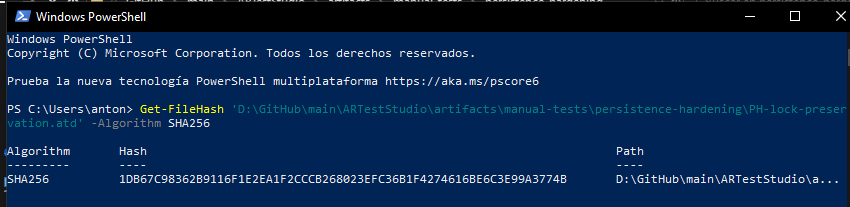 Windows PowerShell
Windows PowerShell
Copyright (C) Microsoft Corporation. Todos los derechos reservados.
Prueba la nueva tecnología PowerShell multiplataforma https://aka.ms/pscore6
PS C:\Users\anton> Get-FileHash 'D:\GitHub\main\ARTestStudio\artifacts\manual-tests\persistence-hardening\PH-lock-preser
vation.atd' -Algorithm SHA256
Algorithm Hash Path
--------- ---- ----
SHA256 1DB67C98362B9116F1E2EA1F2CCCB268023EFC36B1F4274616BE6C3E99A3774B D:\GitHub\main\ARTestStudio\a...